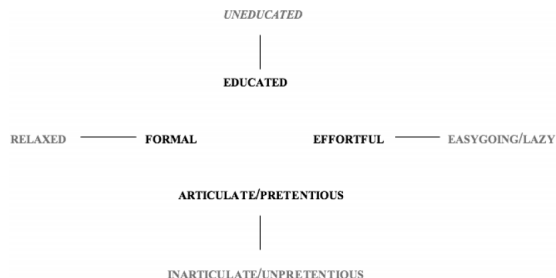 UNEDUCATED
EDUCATED
RELAXED FORMAL EFFORTFUL EASYGOING/LAZY
ARTICULATE/PRETENTIOUS
INARTICULATE/UNPRETENTIOUS